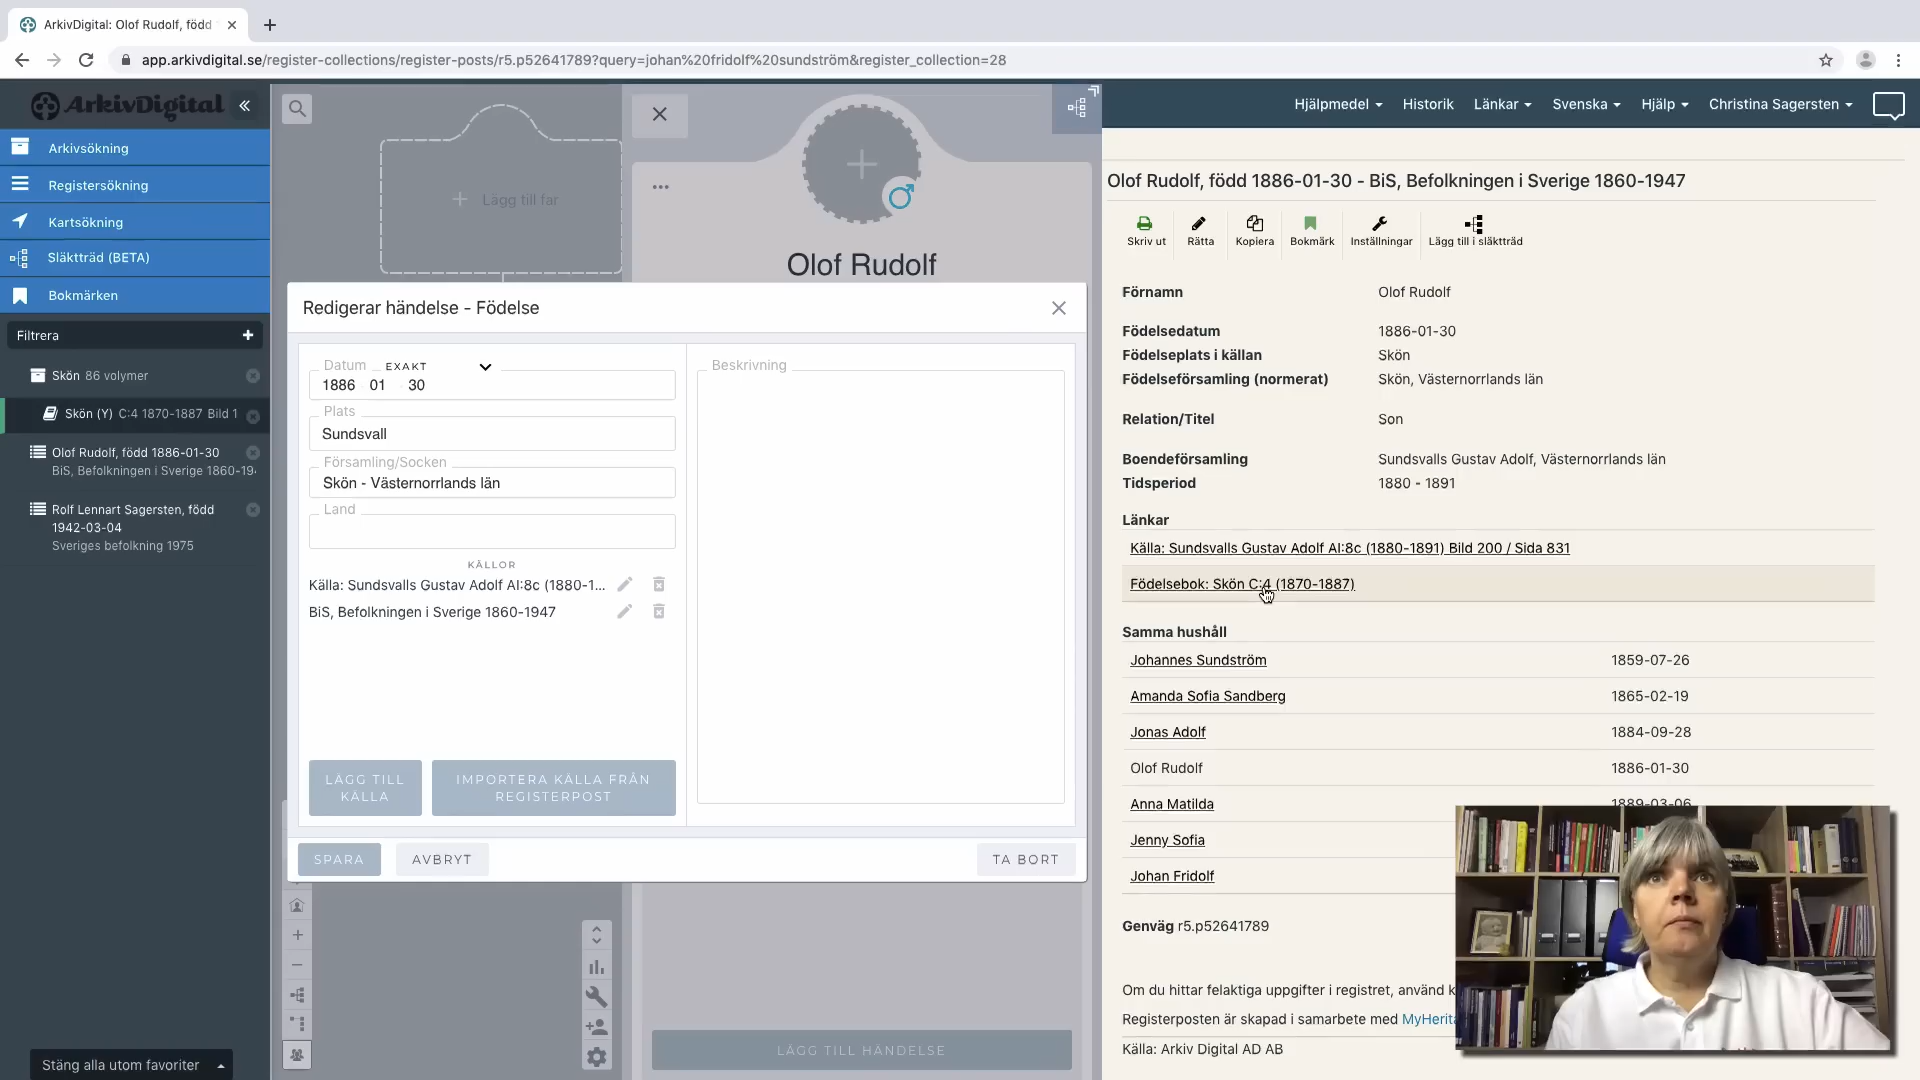 ArkivDigital: Olof Rudolf, född
app.arkivdigital.se/register-collections/register-posts/r5.p52641789?query=johan%20fridolf%20sundström&register_collection=28
ArkivDigital
Hjälpmedel
Historik
Länkar
Svenska
Hjälp
Christina Sagersten
Arkivsökning
Registersökning
Kartsökning
Släktträd (BETA)
Bokmärken
Filtrera
Skön 86 volymer
Skön (Y) C:4 1870-1887 Bild 1
Olof Rudolf, född 1886-01-30
BiS, Befolkningen i Sverige 1860-19
Rolf Lennart Sagersten, född
1942-03-04
Sveriges befolkning 1975
Stäng alla utom favoriter
Lägg till far
Olof Rudolf
Redigerar händelse - Födelse
Datum EXAKT
1886 01 30
Plats
Sundsvall
Församling/Socken
Skön - Västernorrlands län
Land
KÄLLOR
Källa: Sundsvalls Gustav Adolf AI:8c (1880-1...
BiS, Befolkningen i Sverige 1860-1947
LÄGG TILL
KÄLLA
IMPORTERA KÄLLA FRÅN
REGISTERPOST
Beskrivning
SPARA
AVBRYT
TA BORT
LÄGG TILL HÄNDELSE
Olof Rudolf, född 1886-01-30 - BiS, Befolkningen i Sverige 1860-1947
Skriv ut
Rätta
Kopiera
Bokmärk
Inställningar
Lägg till i släktträd
Förnamn Olof Rudolf
Födelsedatum 1886-01-30
Födelseplats i källan Skön
Födelseförsamling (normerat) Skön, Västernorrlands län
Relation/Titel Son
Boendeförsamling Sundsvalls Gustav Adolf, Västernorrlands län
Tidsperiod 1880 - 1891
Länkar
Källa: Sundsvalls Gustav Adolf AI:8c (1880-1891) Bild 200 / Sida 831
Födelsebok: Skön C:4 (1870-1887)
Samma hushåll
Johannes Sundström 1859-07-26
Amanda Sofia Sandberg 1865-02-19
Jonas Adolf 1884-09-28
Olof Rudolf 1886-01-30
Anna Matilda 1889-03-06
Jenny Sofia
Johan Fridolf
Genväg r5.p52641789
Om du hittar felaktiga uppgifter i registret, använd k
Registerposten är skapad i samarbete med MyHerita
Källa: Arkiv Digital AD AB